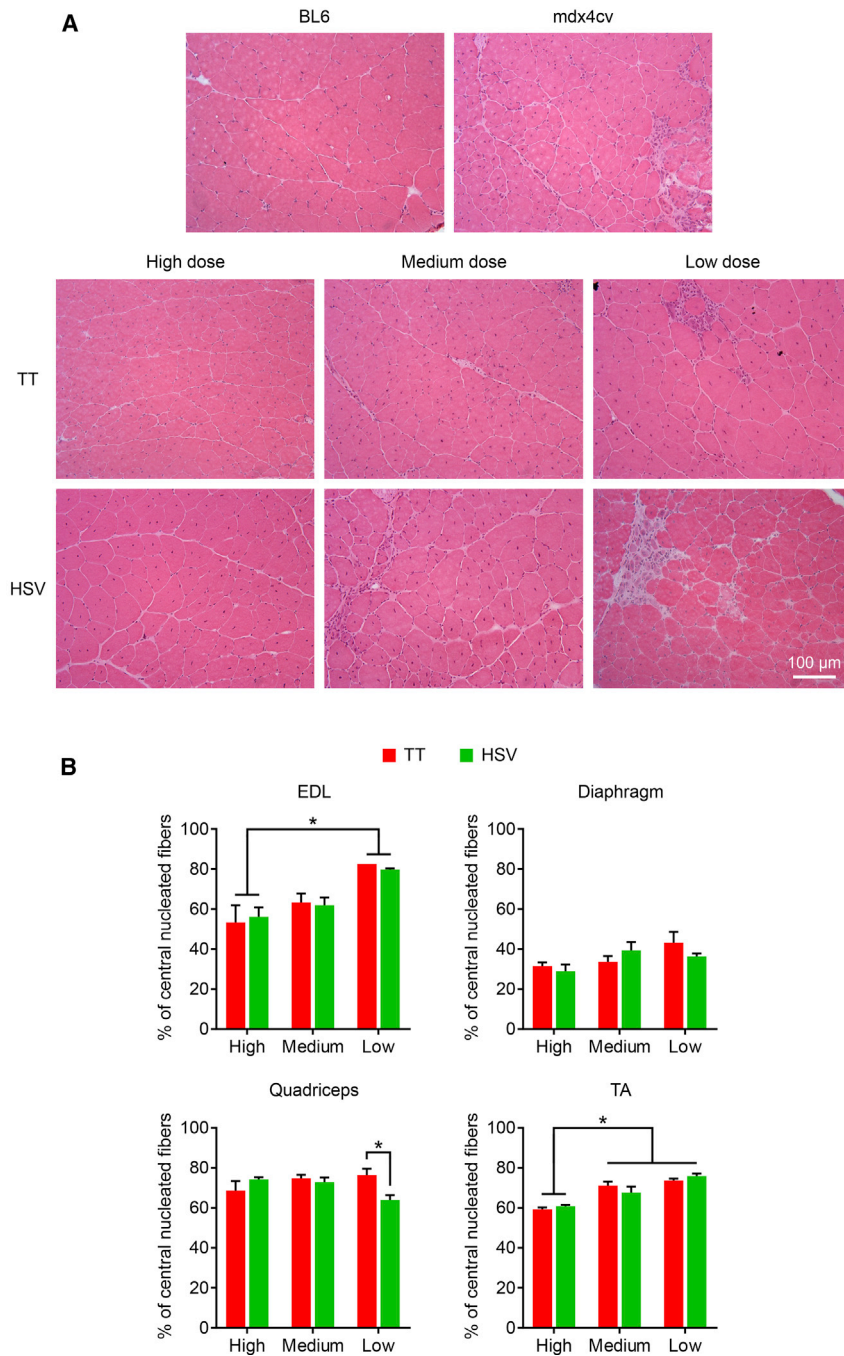 A
BL6 mdx4cv
High dose Medium dose Low dose
TT
HSV
100 µm
B
TT HSV
EDL
% of central nucleated fibers
100
80
60
40
20
0
*
High Medium Low
Diaphragm
% of central nucleated fibers
100
80
60
40
20
0
High Medium Low
Quadriceps
% of central nucleated fibers
100
80
60
40
20
0
*
High Medium Low
TA
% of central nucleated fibers
100
80
60
40
20
0
*
High Medium Low